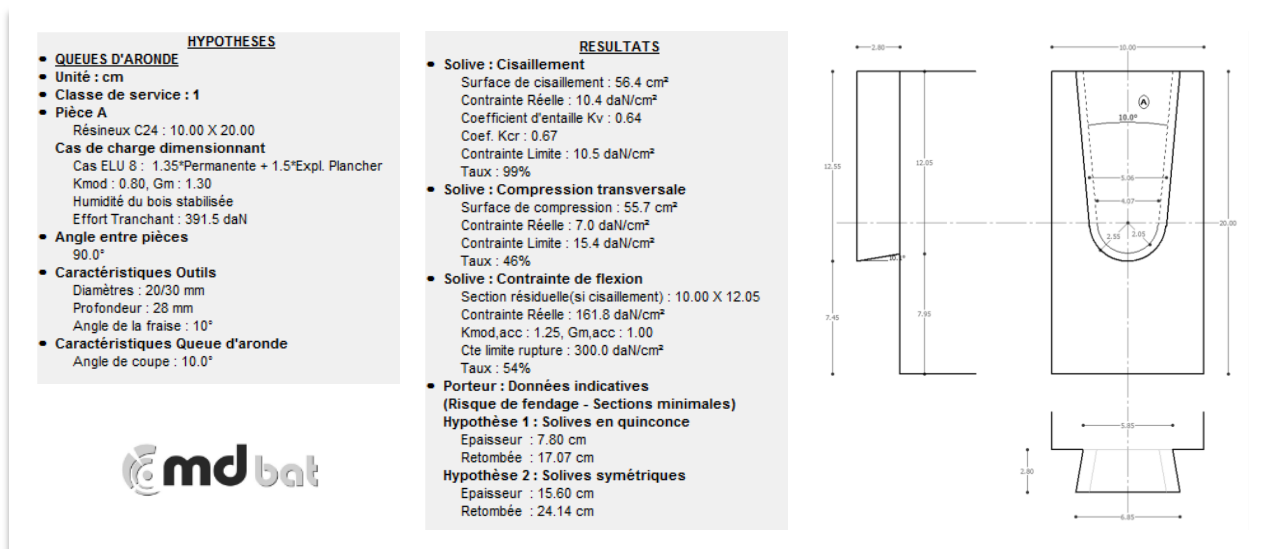 HYPOTHESES
• QUEUES D'ARONDE
• Unité : cm
• Classe de service : 1
• Pièce A
Résineux C24 : 10.00 X 20.00
Cas de charge dimensionnant
Cas ELU 8 : 1.35*Permanente + 1.5*Expl. Plancher
Kmod : 0.80, Gm : 1.30
Humidité du bois stabilisée
Effort Tranchant : 391.5 daN
• Angle entre pièces
90.0°
• Caractéristiques Outils
Diamètres : 20/30 mm
Profondeur : 28 mm
Angle de la fraise : 10°
• Caractéristiques Queue d'aronde
Angle de coupe : 10.0°
md bat
RESULTATS
• Solive : Cisaillement
Surface de cisaillement : 56.4 cm²
Contrainte Réelle : 10.4 daN/cm²
Coefficient d'entaille Kv : 0.64
Coef. Kcr : 0.67
Contrainte Limite : 10.5 daN/cm²
Taux : 99%
• Solive : Compression transversale
Surface de compression : 55.7 cm²
Contrainte Réelle : 7.0 daN/cm²
Contrainte Limite : 15.4 daN/cm²
Taux : 46%
• Solive : Contrainte de flexion
Section résiduelle(si cisaillement) : 10.00 X 12.05
Contrainte Réelle : 161.8 daN/cm²
Kmod,acc : 1.25, Gm,acc : 1.00
Cte limite rupture : 300.0 daN/cm²
Taux : 54%
• Porteur : Données indicatives
(Risque de fendage - Sections minimales)
Hypothèse 1 : Solives en quinconce
Epaisseur : 7.80 cm
Retombée : 17.07 cm
Hypothèse 2 : Solives symétriques
Epaisseur : 15.60 cm
Retombée : 24.14 cm
2.80
12.55
12.05
7.45
7.95
10.00
A
10.0°
5.06
4.07
2.55
2.05
20.00
5.85
2.80
6.85